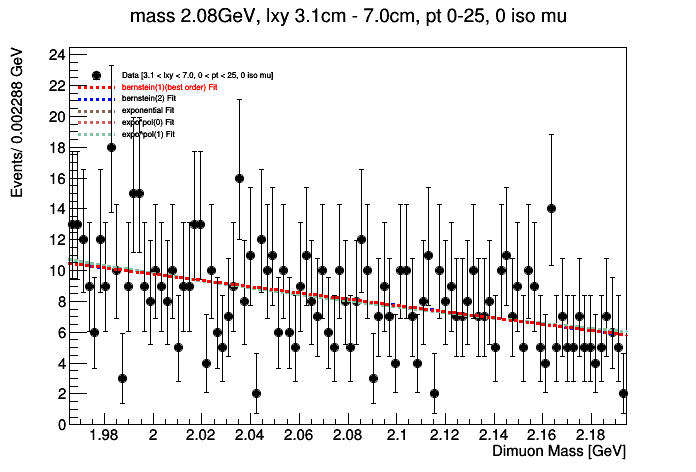 mass 2.08GeV, lxy 3.1cm - 7.0cm, pt 0-25, 0 iso mu
Events/ 0.002288 GeV
24
22
20
18
16
14
12
10
8
6
4
2
0
Data [3.1 < lxy < 7.0, 0 < pt < 25, 0 iso mu]
bernstein(1)(best order) Fit
bernstein(2) Fit
exponential Fit
expo*pol(0) Fit
expo*pol(1) Fit
1.98 2 2.02 2.04 2.06 2.08 2.1 2.12 2.14 2.16 2.18
Dimuon Mass [GeV]